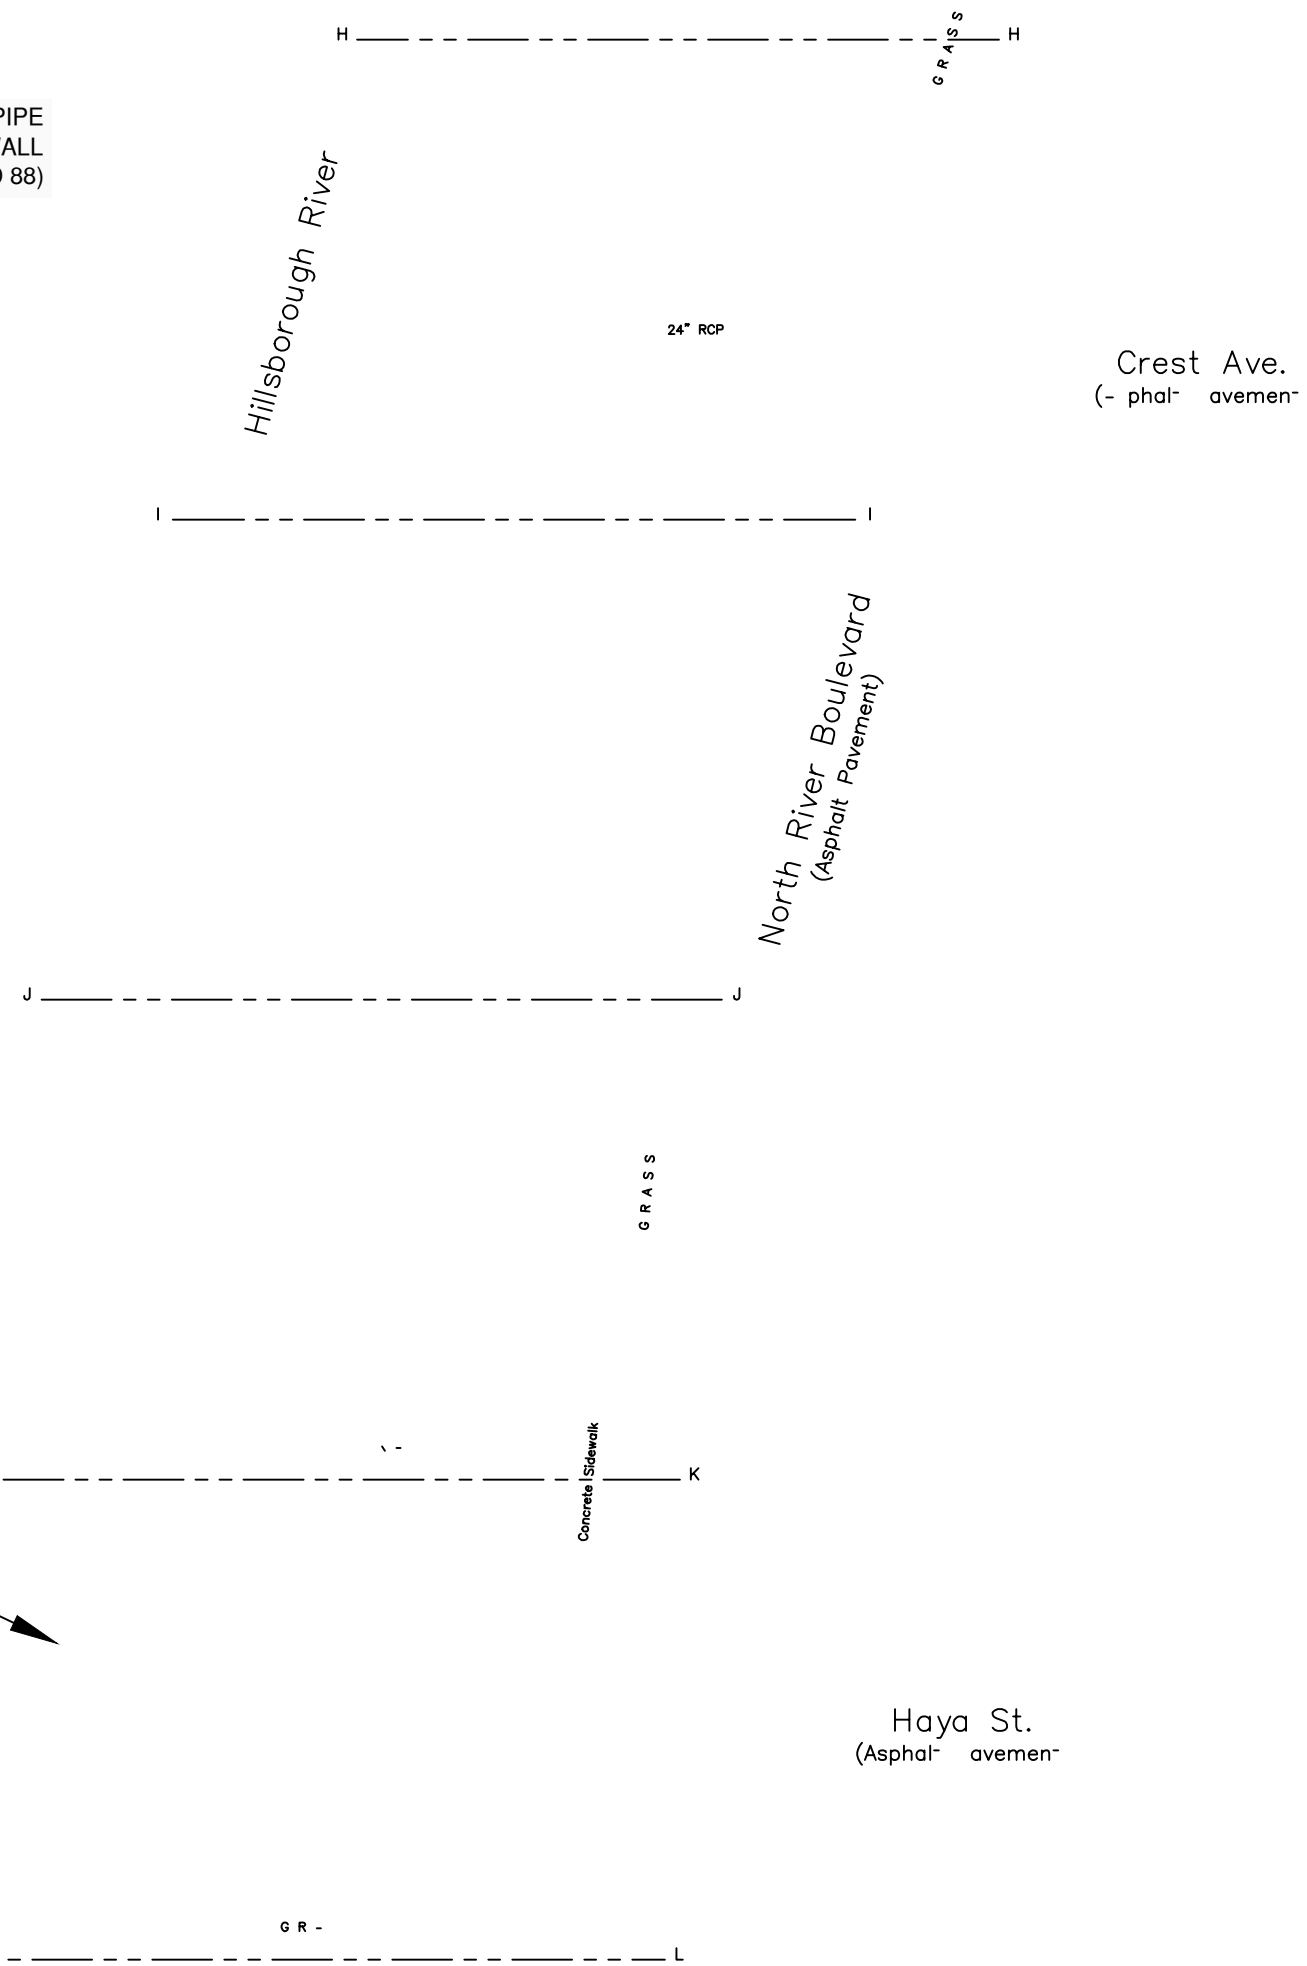 H H
GRASS
PIPE
88)
Hillsborough River
24" RCP
Crest Ave.
I I
North River Boulevard
(Asphalt Pavement)
J J
GRASS
Concrete Sidewalk
K
Haya St.
L